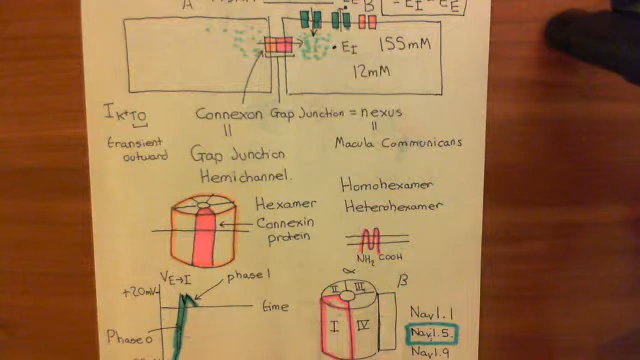 A
B
- EI - EE
EI 155mM
12mM
IK+TO
transient outward
Connexon Gap Junction = nexus
=
Gap Junction Hemichannel.
=
Macula Communicans
Hexamer
Connexin protein
Homohexamer
Heterohexamer
NH2 COOH
VE→I
phase 1
+20mV
time
Phase 0
α
β
II III
I IV
Nav1.1
Nav1.5
Nav1.9